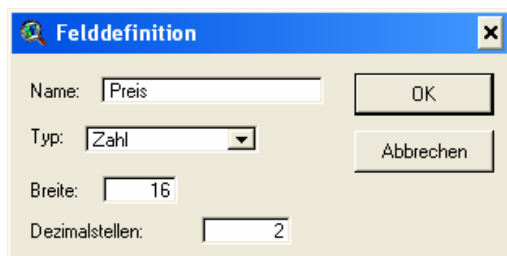 Felddefinition
Name: Preis
OK
Typ: Zahl
Abbrechen
Breite: 16
Dezimalstellen: 2